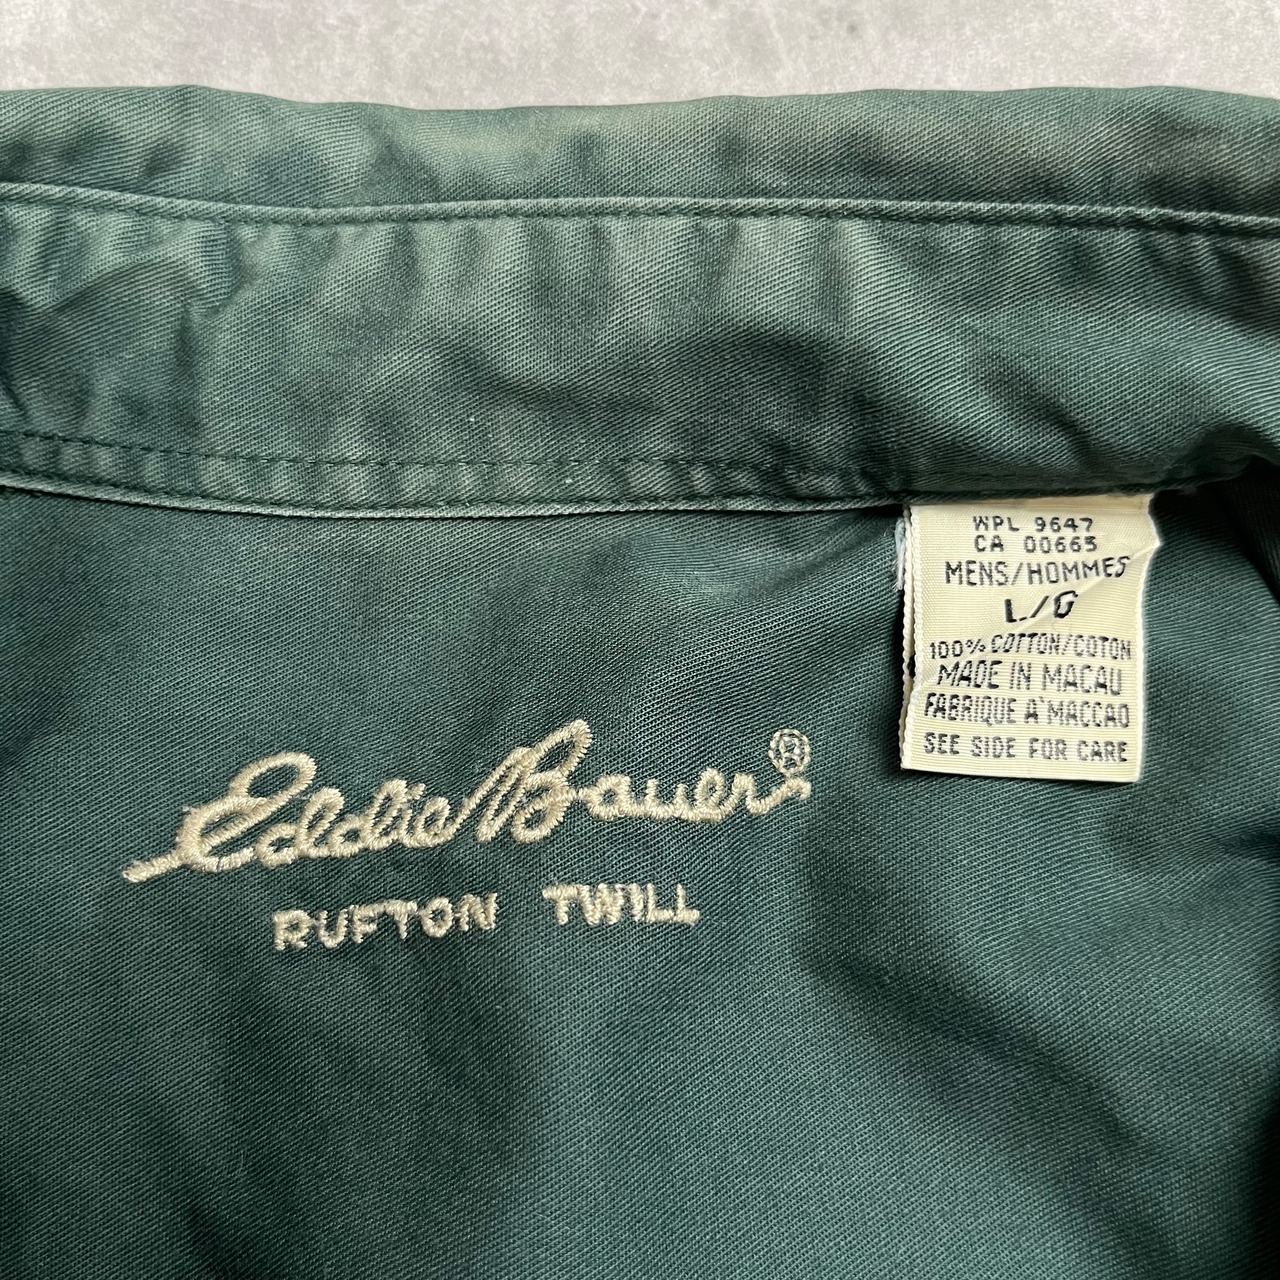 WPL 9647
CA 00665
MENS/HOMMES
L/G
100% COTTON/COTON
MADE IN MACAU
FABRIQUE A'MACCAO
SEE SIDE FOR CARE
Eddie Bauer®
RUFTON TWILL